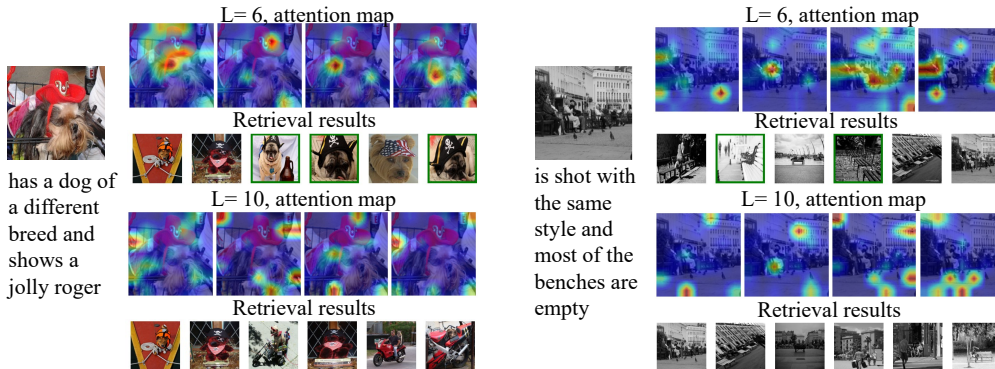 L= 6, attention map
Retrieval results
has a dog of
a different
breed and
shows a
jolly roger
L= 10, attention map
Retrieval results
L= 6, attention map
Retrieval results
is shot with
the same
style and
most of the
benches are
empty
L= 10, attention map
Retrieval results